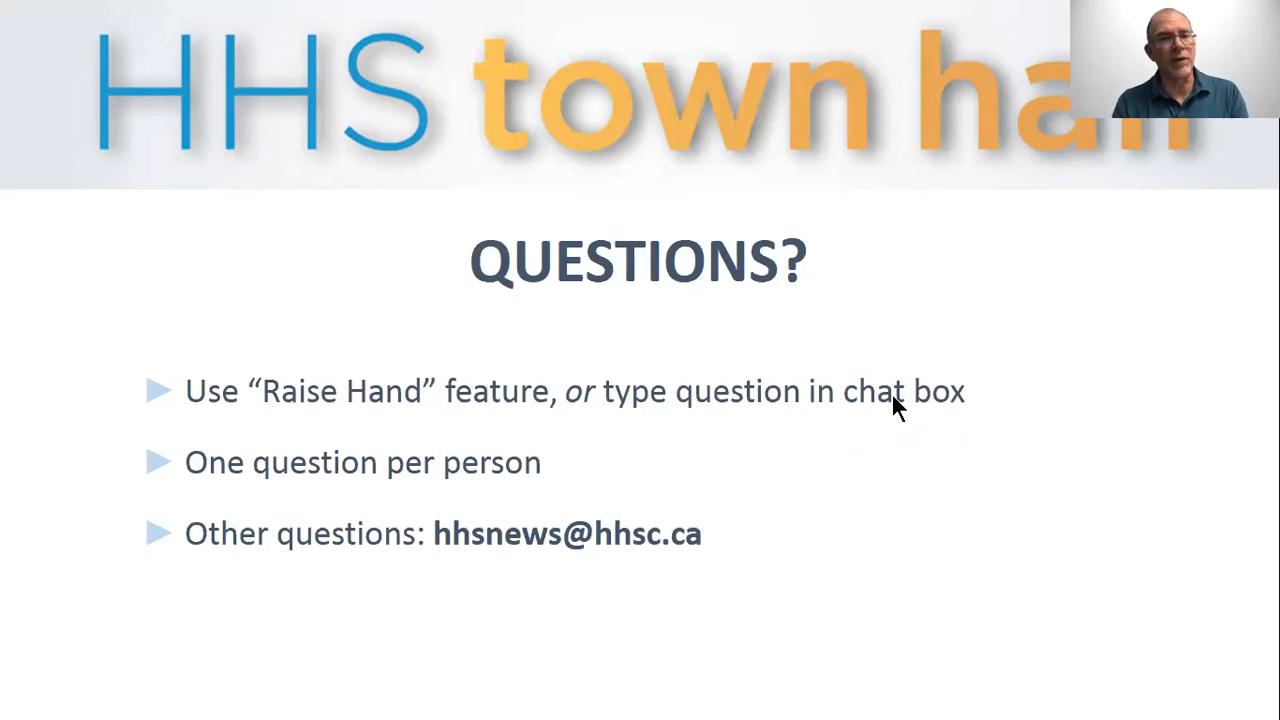 HHS town hall
QUESTIONS?
Use “Raise Hand” feature, or type question in chat box
One question per person
Other questions: hhsnews@hhsc.ca